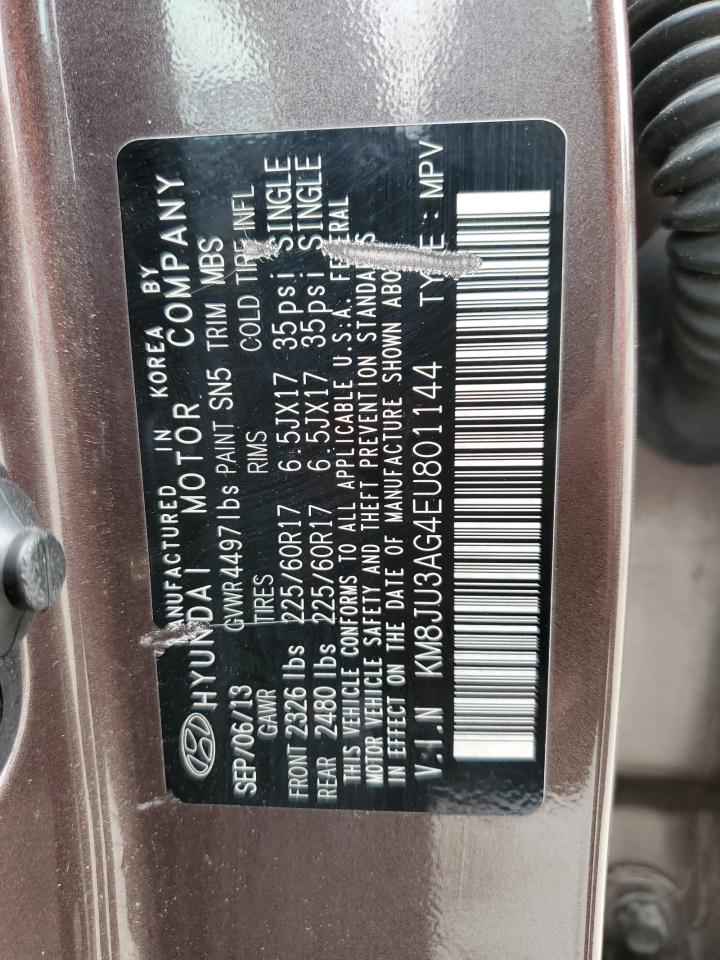 MANUFACTURED IN KOREA BY
HYUNDAI MOTOR COMPANY
SEP/06/13 GVWR 4497 lbs PAINT SN5 TRIM MBS
GAWR TIRES RIMS COLD TIRE INFL
FRONT 2326 lbs 225/60R17 6.5JX17 35psi SINGLE
REAR 2480 lbs 225/60R17 6.5JX17 35psi SINGLE
THIS VEHICLE CONFORMS TO ALL APPLICABLE U.S.A. FEDERAL
MOTOR VEHICLE SAFETY AND THEFT PREVENTION STANDARDS
IN EFFECT ON THE DATE OF MANUFACTURE SHOWN ABOVE
V.I.N KM8JU3AG4EU801144 TYPE : MPV